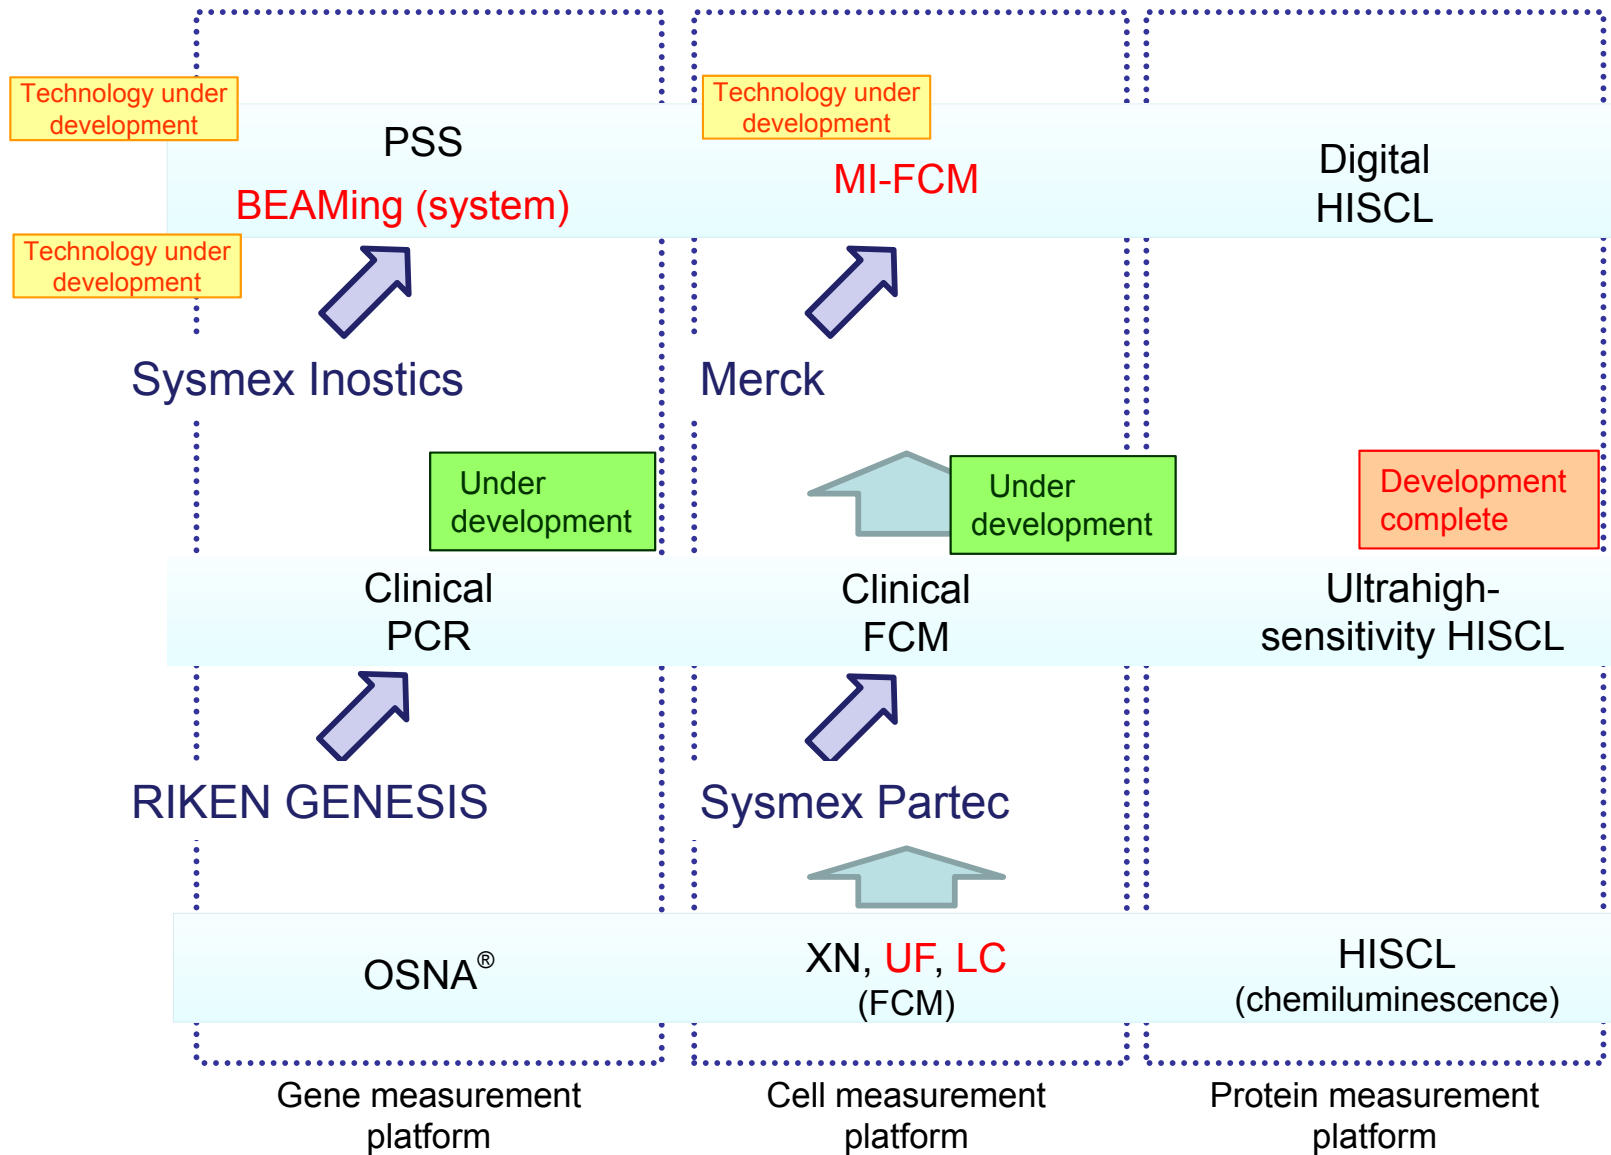 Technology under
development
Technology under
development
PSS
BEAMing (system)
MI-FCM
Digital
HISCL
Technology under
development
Sysmex Inostics
Merck
Under
development
Under
development
Development
complete
Clinical
PCR
Clinical
FCM
Ultrahigh-
sensitivity HISCL
RIKEN GENESIS
Sysmex Partec
OSNA®
XN, UF, LC
(FCM)
HISCL
(chemiluminescence)
Gene measurement
platform
Cell measurement
platform
Protein measurement
platform